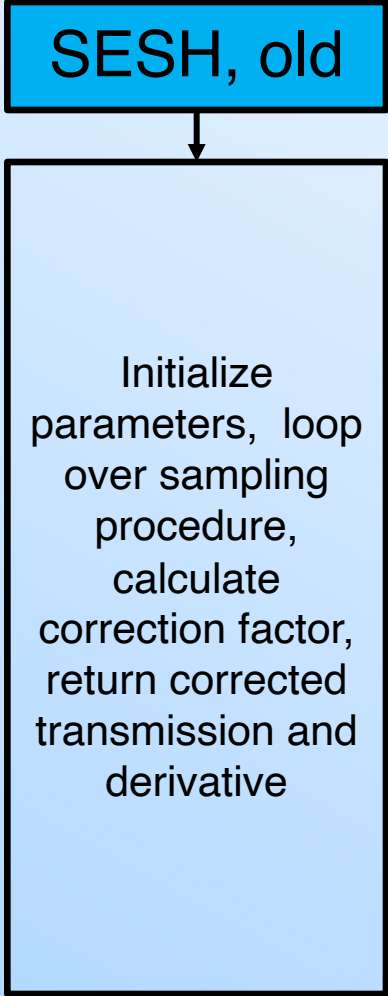 SESH, old
Initialize
parameters,  loop
over sampling
procedure,
calculate
correction factor,
return corrected
transmission and
derivative